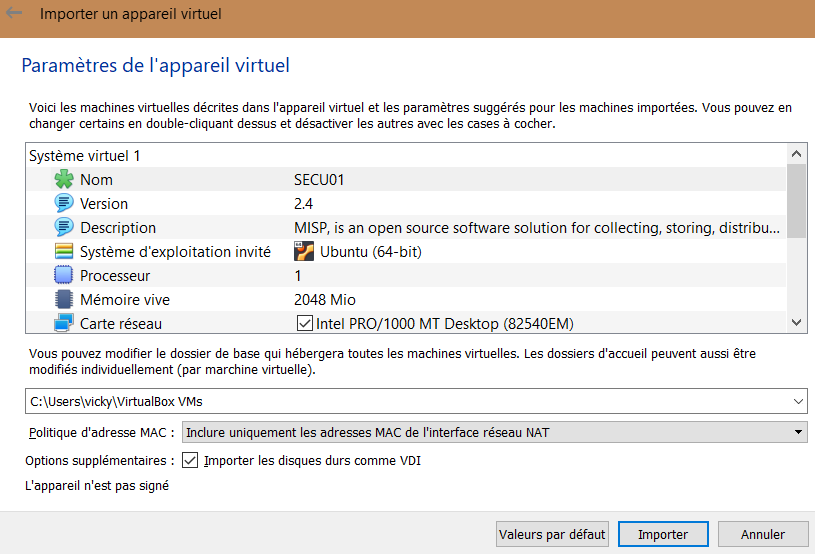 Importer un appareil virtuel
Paramètres de l'appareil virtuel
Voici les machines virtuelles décrites dans l'appareil virtuel et les paramètres suggérés pour les machines importées. Vous pouvez en
changer certains en double-cliquant dessus et désactiver les autres avec les cases à cocher.
Système virtuel 1
Nom SECU01
Version 2.4
Description MISP, is an open source software solution for collecting, storing, distribu...
Système d'exploitation invité Ubuntu (64-bit)
Processeur 1
Mémoire vive 2048 Mio
Carte réseau Intel PRO/1000 MT Desktop (82540EM)
Vous pouvez modifier le dossier de base qui hébergera toutes les machines virtuelles. Les dossiers d'accueil peuvent aussi être
modifiés individuellement (par marchine virtuelle).
C:\Users\vicky\VirtualBox VMs
Politique d'adresse MAC : Inclure uniquement les adresses MAC de l'interface réseau NAT
Options supplémentaires : Importer les disques durs comme VDI
L'appareil n'est pas signé
Valeurs par défaut Importer Annuler